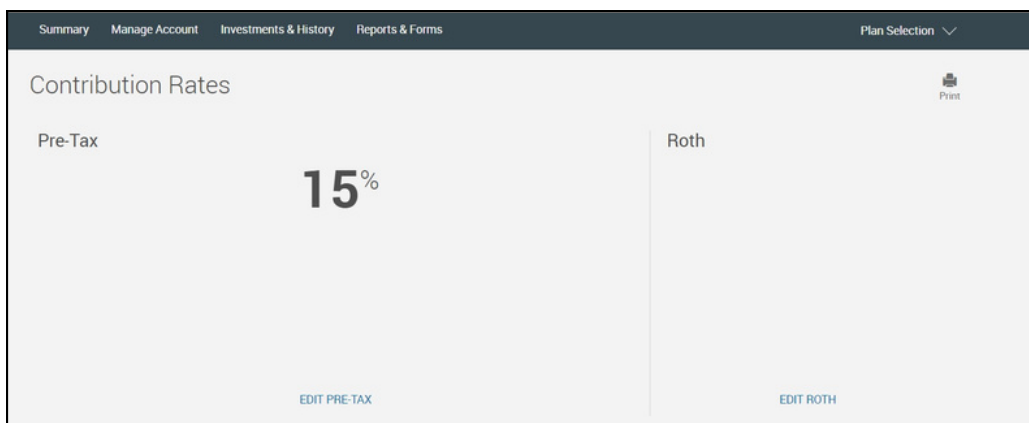 Summary Manage Account Investments & History Reports & Forms Plan Selection
Contribution Rates
Print
Pre-Tax
15%
EDIT PRE-TAX
Roth
EDIT ROTH